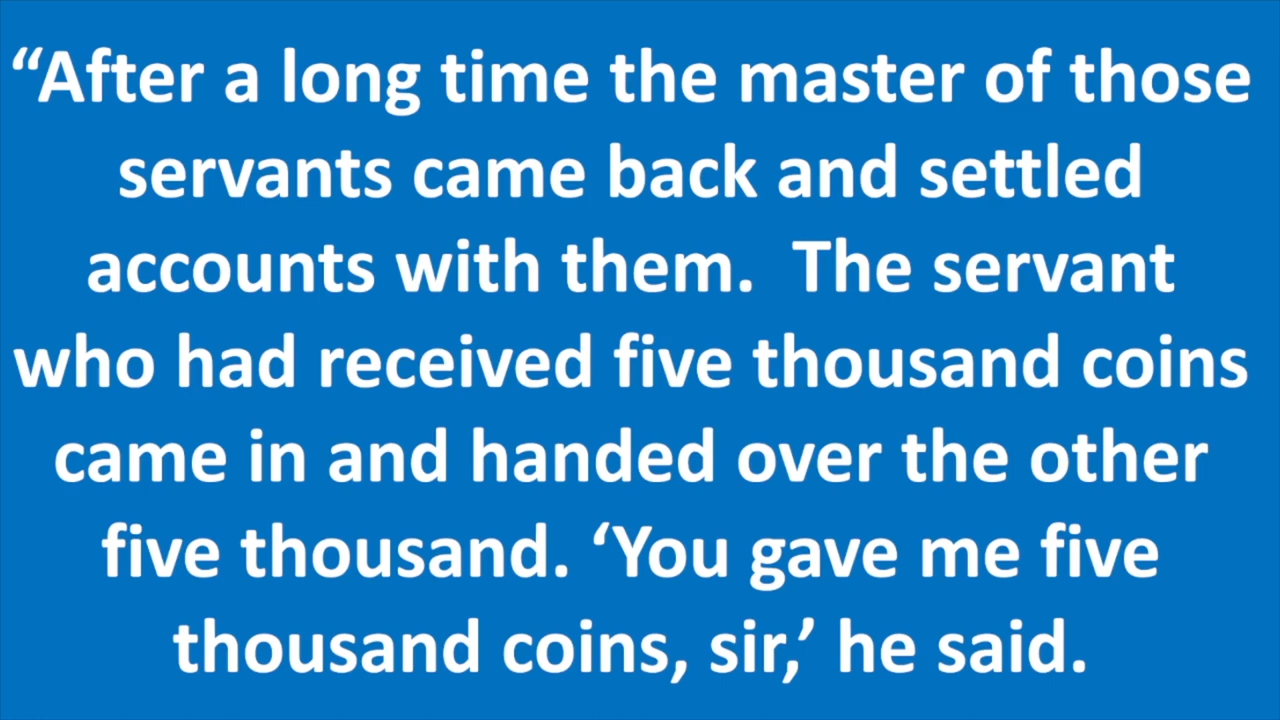 “After a long time the master of those
servants came back and settled
accounts with them.  The servant
who had received five thousand coins
came in and handed over the other
five thousand. ‘You gave me five
thousand coins, sir,’ he said.